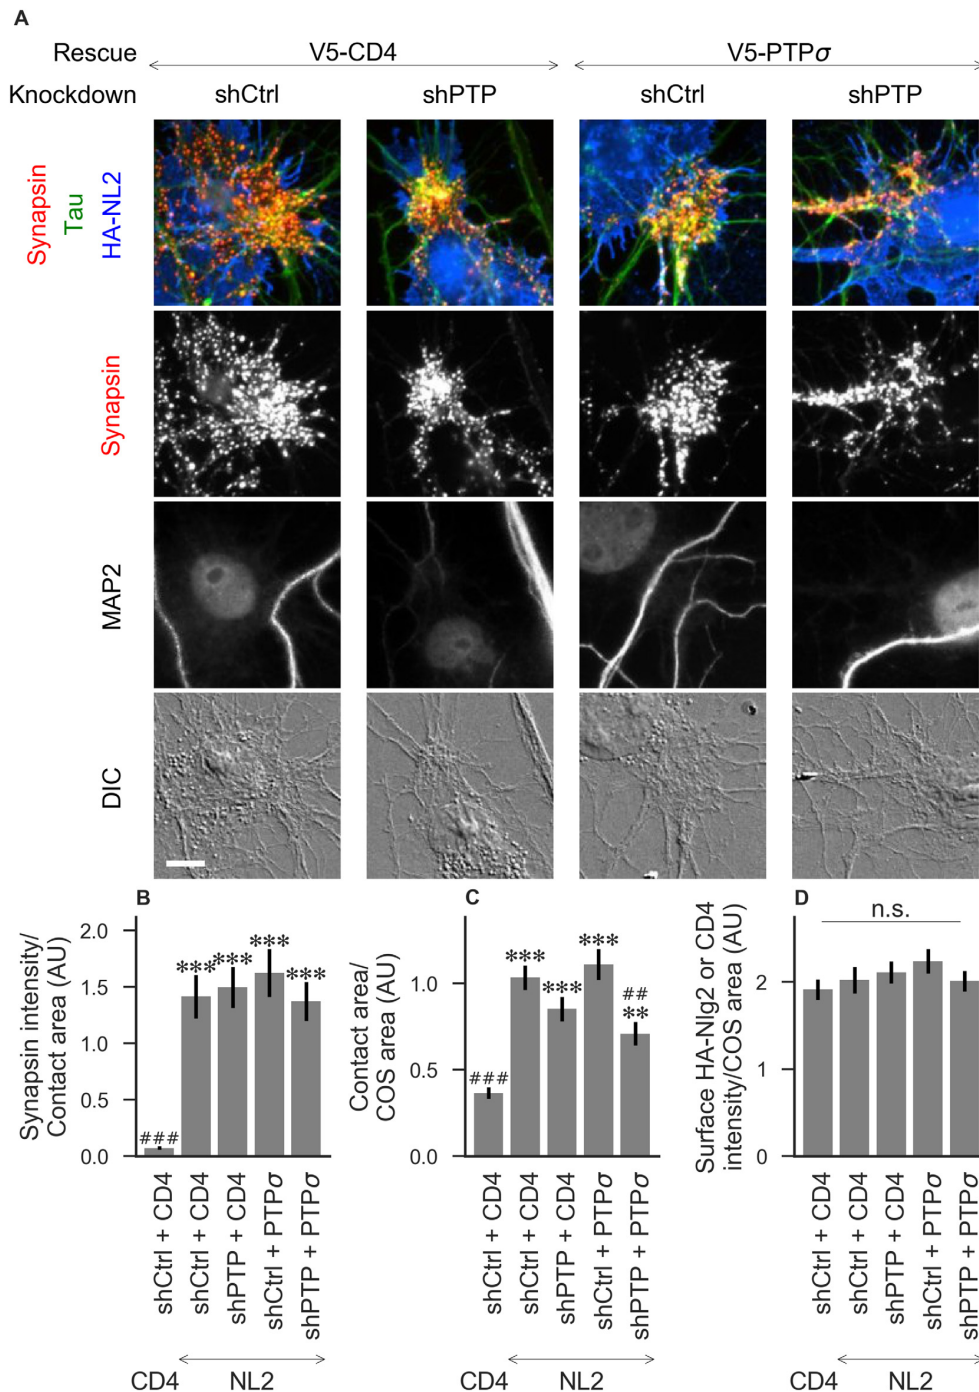 A
Rescue V5-CD4 V5-PTPσ
Knockdown shCtrl shPTP shCtrl shPTP
Synapsin
Tau
HA-NL2
Synapsin
MAP2
DIC
B
Synapsin intensity/
Contact area (AU)
2.0
1.5
1.0
0.5
0.0
###
***
***
***
***
shCtrl + CD4
shCtrl + CD4
shPTP + CD4
shCtrl + PTPσ
shPTP + PTPσ
CD4 NL2
C
Contact area/
COS area (AU)
1.0
0.5
0.0
###
***
***
***
##
**
shCtrl + CD4
shCtrl + CD4
shPTP + CD4
shCtrl + PTPσ
shPTP + PTPσ
CD4 NL2
D
Surface HA-Nlg2 or CD4
intensity/COS area (AU)
n.s.
2
1
0
shCtrl + CD4
shCtrl + CD4
shPTP + CD4
shCtrl + PTPσ
shPTP + PTPσ
CD4 NL2